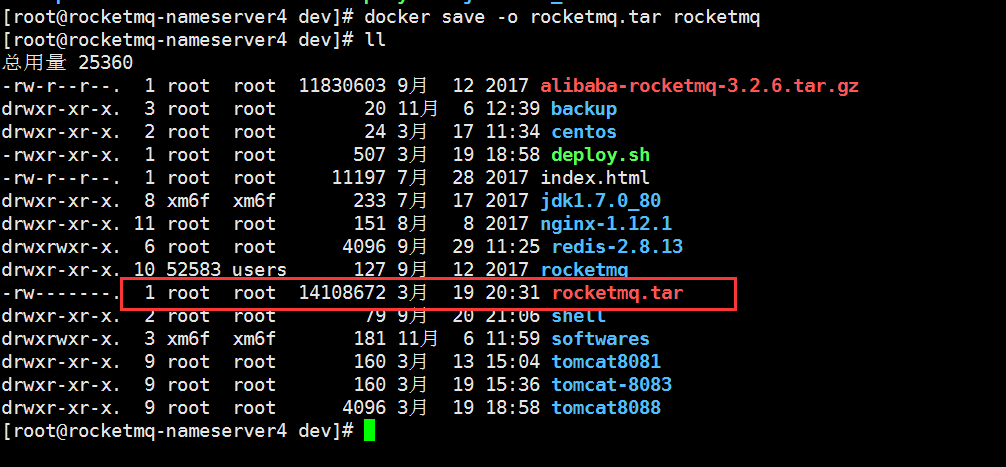 [root@rocketmq-nameserver4 dev]# docker save -o rocketmq.tar rocketmq
[root@rocketmq-nameserver4 dev]# ll
总用量 25360
-rw-r--r--. 1 root root 11830603 9月 12 2017 alibaba-rocketmq-3.2.6.tar.gz
drwxr-xr-x. 3 root root 20 11月 6 12:39 backup
drwxr-xr-x. 2 root root 24 3月 17 11:34 centos
-rwxr-xr-x. 1 root root 507 3月 19 18:58 deploy.sh
-rw-r--r--. 1 root root 11197 7月 28 2017 index.html
drwxr-xr-x. 8 xm6f xm6f 233 7月 17 2017 jdk1.7.0_80
drwxr-xr-x. 11 root root 151 8月 8 2017 nginx-1.12.1
drwxrwxr-x. 6 root root 4096 9月 29 11:25 redis-2.8.13
drwxr-xr-x. 10 52583 users 127 9月 12 2017 rocketmq
-rw-------. 1 root root 14108672 3月 19 20:31 rocketmq.tar
drwxr-xr-x. 2 root root 79 9月 20 21:06 shell
drwxrwxr-x. 3 xm6f xm6f 181 11月 6 11:59 softwares
drwxr-xr-x. 9 root root 160 3月 13 15:04 tomcat8081
drwxr-xr-x. 9 root root 160 3月 19 15:36 tomcat-8083
drwxr-xr-x. 9 root root 4096 3月 19 18:58 tomcat8088
[root@rocketmq-nameserver4 dev]#